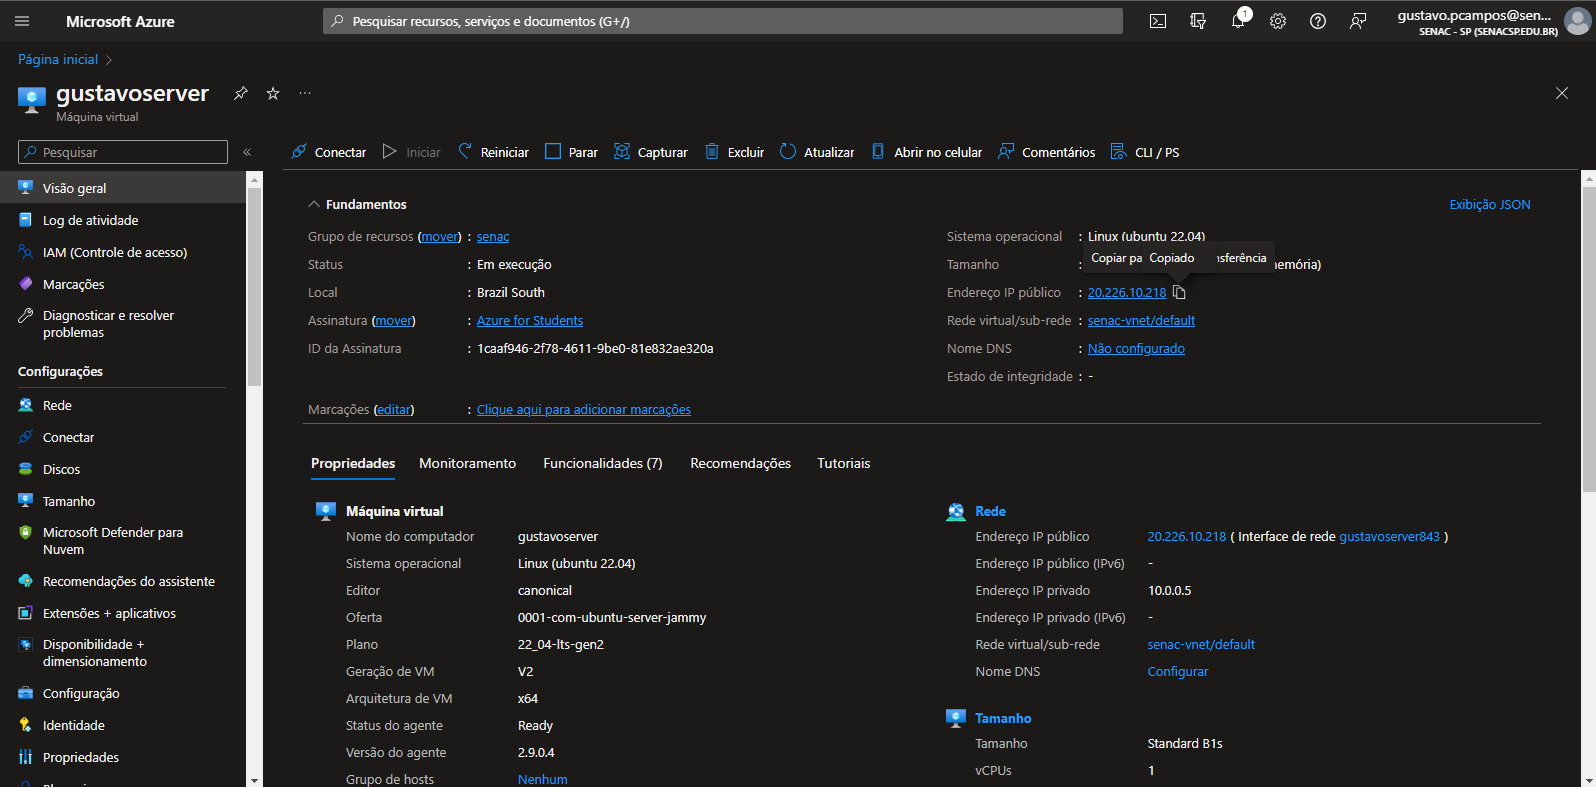 Microsoft Azure
Pesquisar recursos, serviços e documentos (G+/)
1
gustavo.pcampos@sen...
SENAC - SP (SENACSP.EDU.BR)
Página inicial
gustavoserver
Máquina virtual
Pesquisar
Conectar
Iniciar
Reiniciar
Parar
Capturar
Excluir
Atualizar
Abrir no celular
Comentários
CLI / PS
Visão geral
Log de atividade
IAM (Controle de acesso)
Marcações
Diagnosticar e resolver
problemas
Configurações
Rede
Conectar
Discos
Tamanho
Microsoft Defender para
Nuvem
Recomendações do assistente
Extensões + aplicativos
Disponibilidade +
dimensionamento
Configuração
Identidade
Propriedades
Fundamentos
Exibição JSON
Grupo de recursos (mover) : senac
Status : Em execução
Local : Brazil South
Assinatura (mover) : Azure for Students
ID da Assinatura : 1caaf946-2f78-4611-9be0-81e832ae320a
Sistema operacional : Linux (ubuntu 22.04)
Tamanho : memória)
Copiar pa Copiado nsferência
Endereço IP público : 20.226.10.218
Rede virtual/sub-rede : senac-vnet/default
Nome DNS : Não configurado
Estado de integridade : -
Marcações (editar) : Clique aqui para adicionar marcações
Propriedades
Monitoramento
Funcionalidades (7)
Recomendações
Tutoriais
Máquina virtual
Nome do computador gustavoserver
Sistema operacional Linux (ubuntu 22.04)
Editor canonical
Oferta 0001-com-ubuntu-server-jammy
Plano 22_04-lts-gen2
Geração de VM V2
Arquitetura de VM x64
Status do agente Ready
Versão do agente 2.9.0.4
Grupo de hosts Nenhum
Rede
Endereço IP público 20.226.10.218 ( Interface de rede gustavoserver843 )
Endereço IP público (IPv6) -
Endereço IP privado 10.0.0.5
Endereço IP privado (IPv6) -
Rede virtual/sub-rede senac-vnet/default
Nome DNS Configurar
Tamanho
Tamanho Standard B1s
vCPUs 1